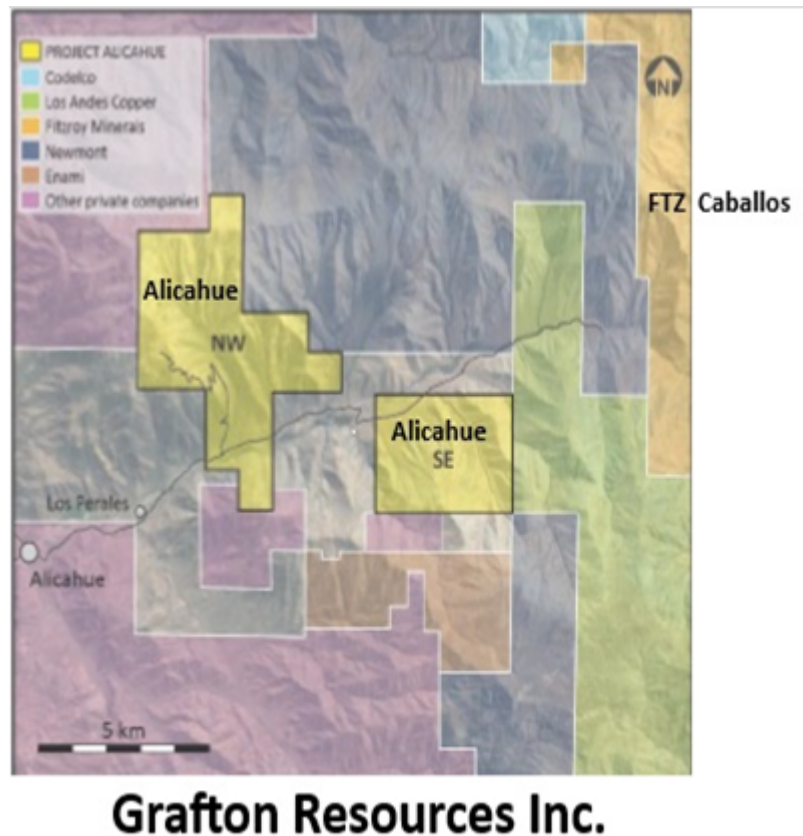 PROJECT ALICAHUE
Codelco
Los Andes Copper
Fitzroy Minerals
Newmont
Enami
Other private companies
N
FTZ Caballos
Alicahue
NW
Alicahue
SE
Los Perales
Alicahue
5 km
Grafton Resources Inc.